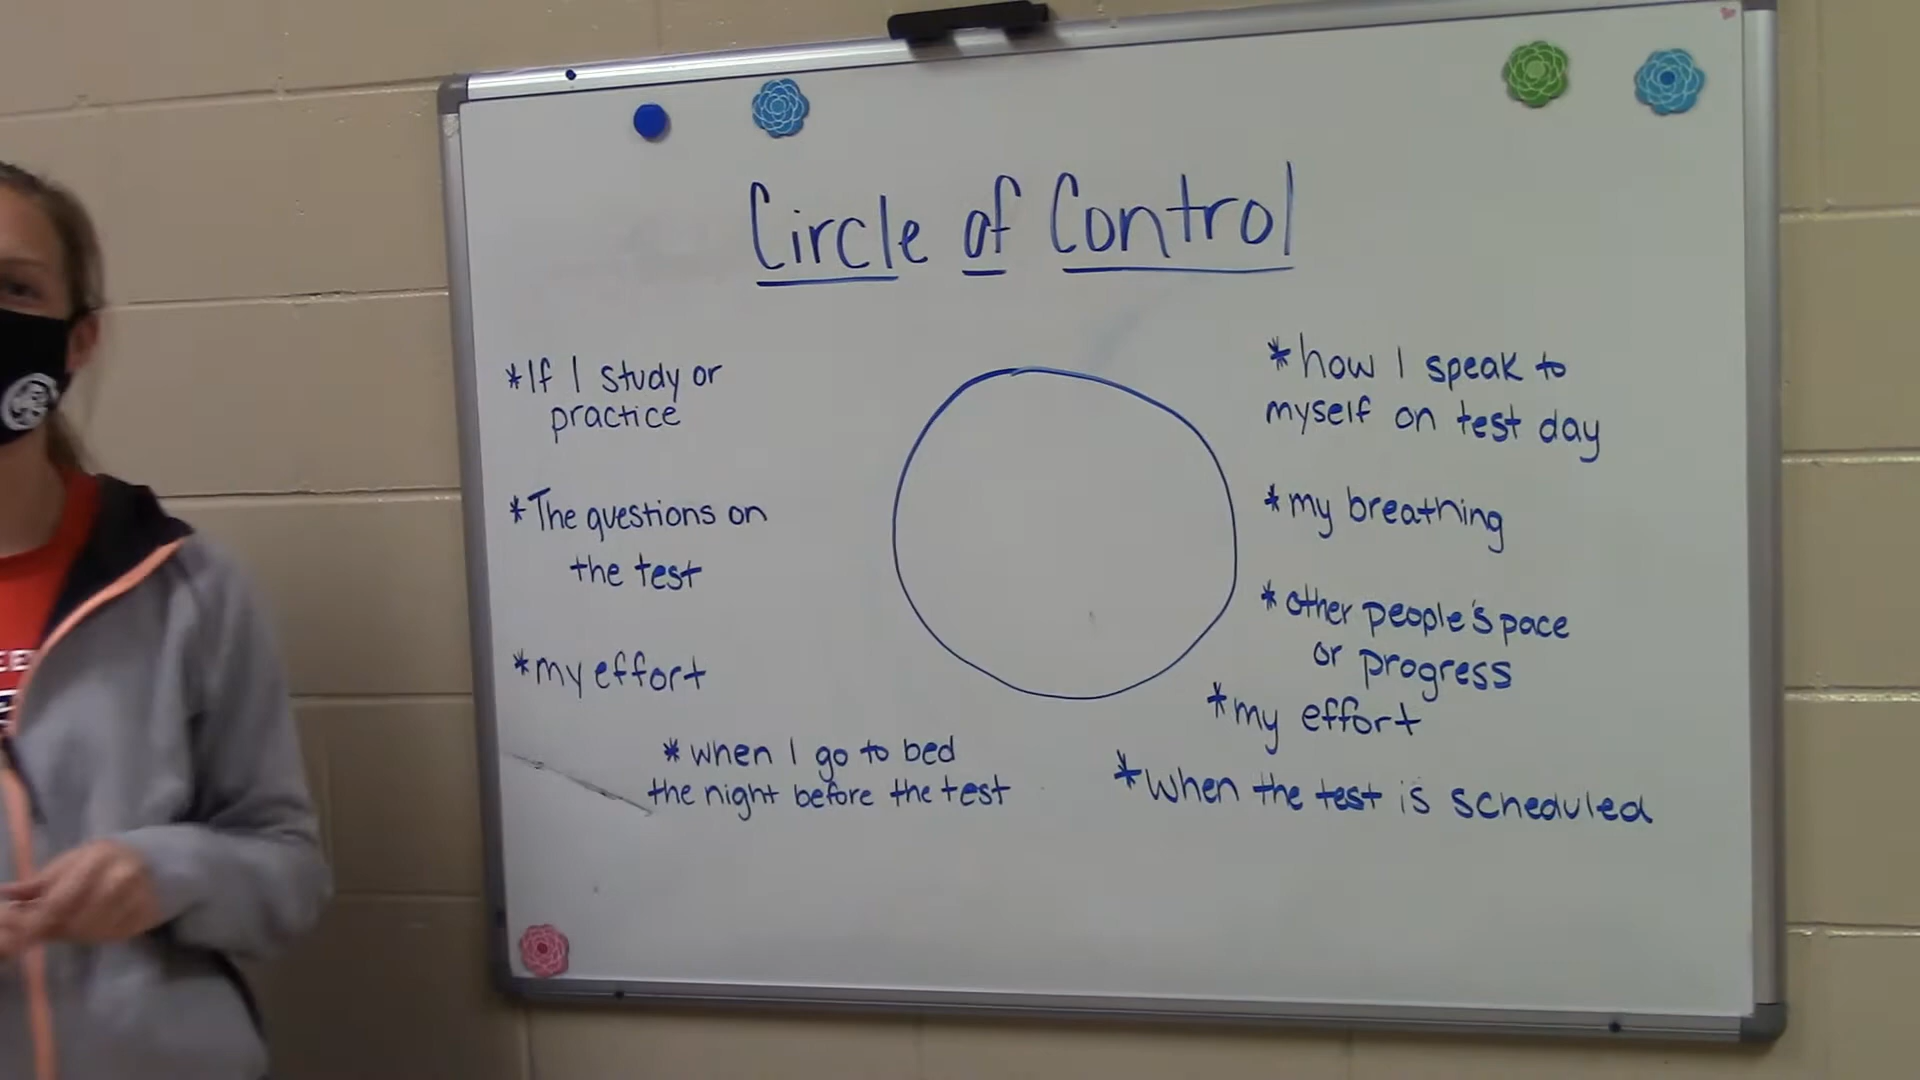 Circle of Control
*If I study or
practice
*The questions on
the test
*my effort
*when I go to bed
the night before the test
*how I speak to
myself on test day
*my breathing
*other people's pace
or progress
*my effort
*When the test is scheduled